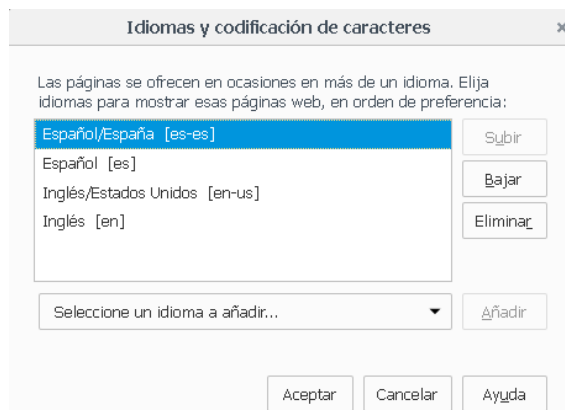 Idiomas y codificación de caracteres
Las páginas se ofrecen en ocasiones en más de un idioma. Elija
idiomas para mostrar esas páginas web, en orden de preferencia:
Español/España [es-es]
Subir
Español [es]
Bajar
Inglés/Estados Unidos [en-us]
Inglés [en]
Eliminar
Seleccione un idioma a añadir...
Añadir
Aceptar
Cancelar
Ayuda